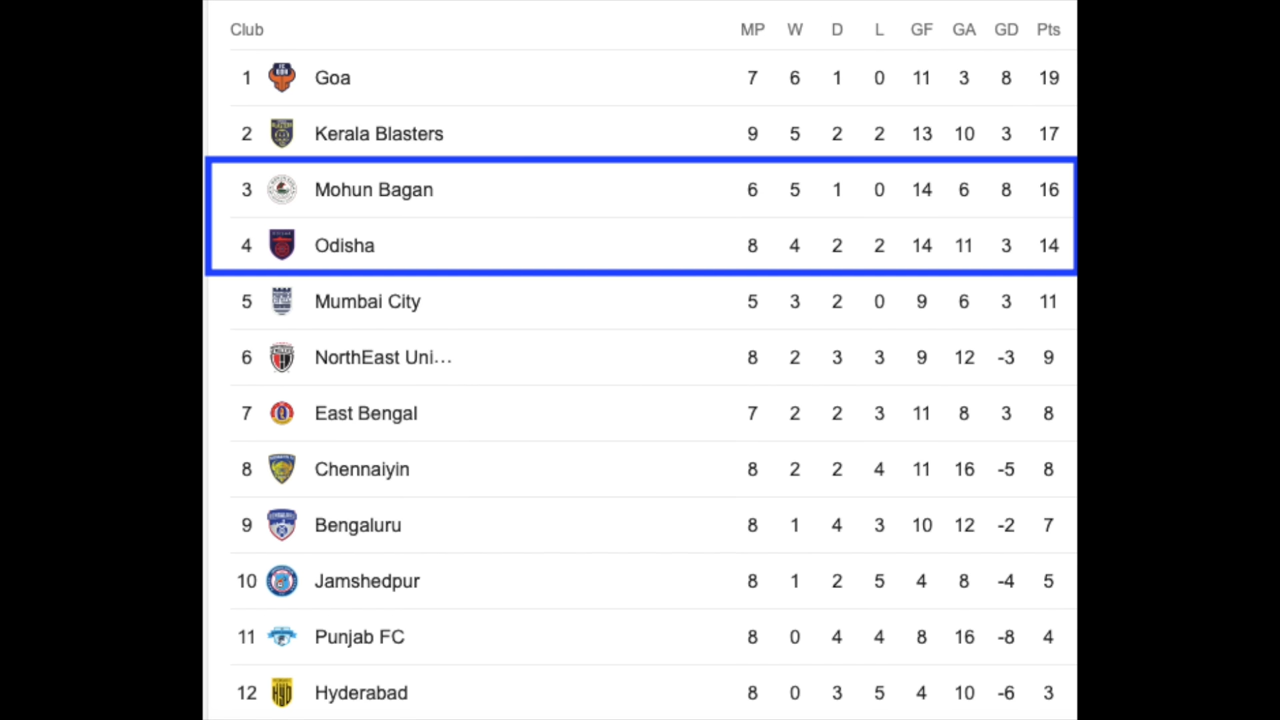 Club MP W D L GF GA GD Pts
1 Goa 7 6 1 0 11 3 8 19
2 Kerala Blasters 9 5 2 2 13 10 3 17
3 Mohun Bagan 6 5 1 0 14 6 8 16
4 Odisha 8 4 2 2 14 11 3 14
5 Mumbai City 5 3 2 0 9 6 3 11
6 NorthEast Uni... 8 2 3 3 9 12 -3 9
7 East Bengal 7 2 2 3 11 8 3 8
8 Chennaiyin 8 2 2 4 11 16 -5 8
9 Bengaluru 8 1 4 3 10 12 -2 7
10 Jamshedpur 8 1 2 5 4 8 -4 5
11 Punjab FC 8 0 4 4 8 16 -8 4
12 Hyderabad 8 0 3 5 4 10 -6 3